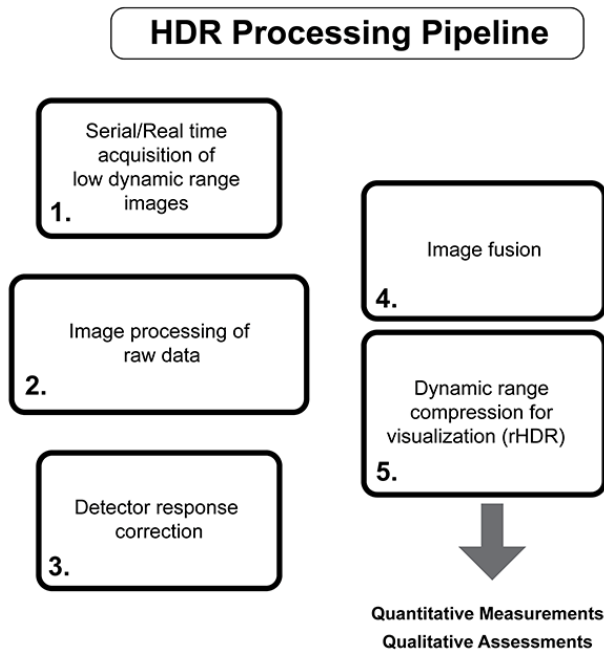 HDR Processing Pipeline
Serial/Real time
acquisition of
low dynamic range
images
1.
Image processing of
raw data
2.
Detector response
correction
3.
Image fusion
4.
Dynamic range
compression for
visualization (rHDR)
5.
Quantitative Measurements
Qualitative Assessments